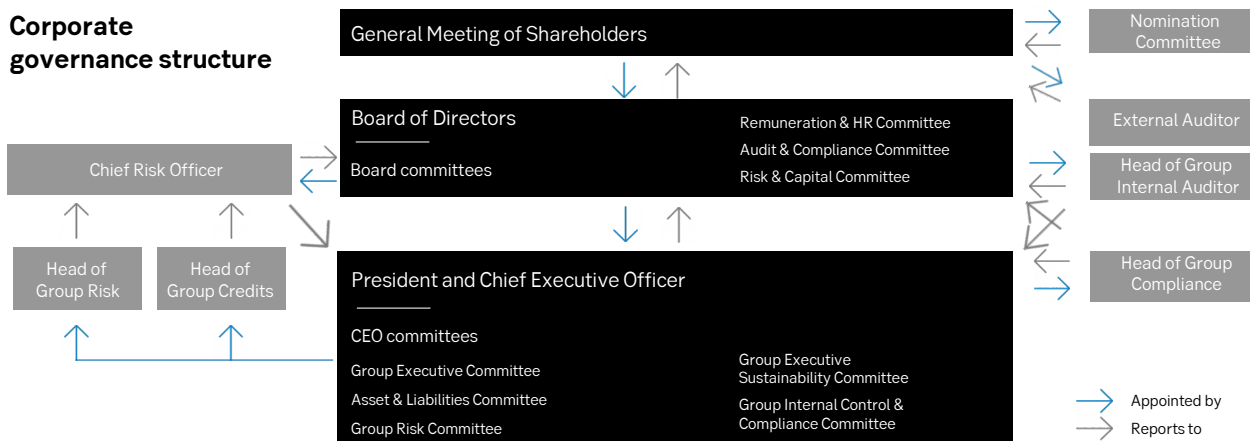 Corporate
governance structure
General Meeting of Shareholders
Nomination
Committee
Board of Directors
Board committees
Remuneration & HR Committee
Audit & Compliance Committee
Risk & Capital Committee
External Auditor
Head of Group
Internal Auditor
Chief Risk Officer
Head of
Group Risk
Head of
Group Credits
President and Chief Executive Officer
CEO committees
Group Executive Committee
Asset & Liabilities Committee
Group Risk Committee
Group Executive
Sustainability Committee
Group Internal Control &
Compliance Committee
Head of Group
Compliance
Appointed by
Reports to